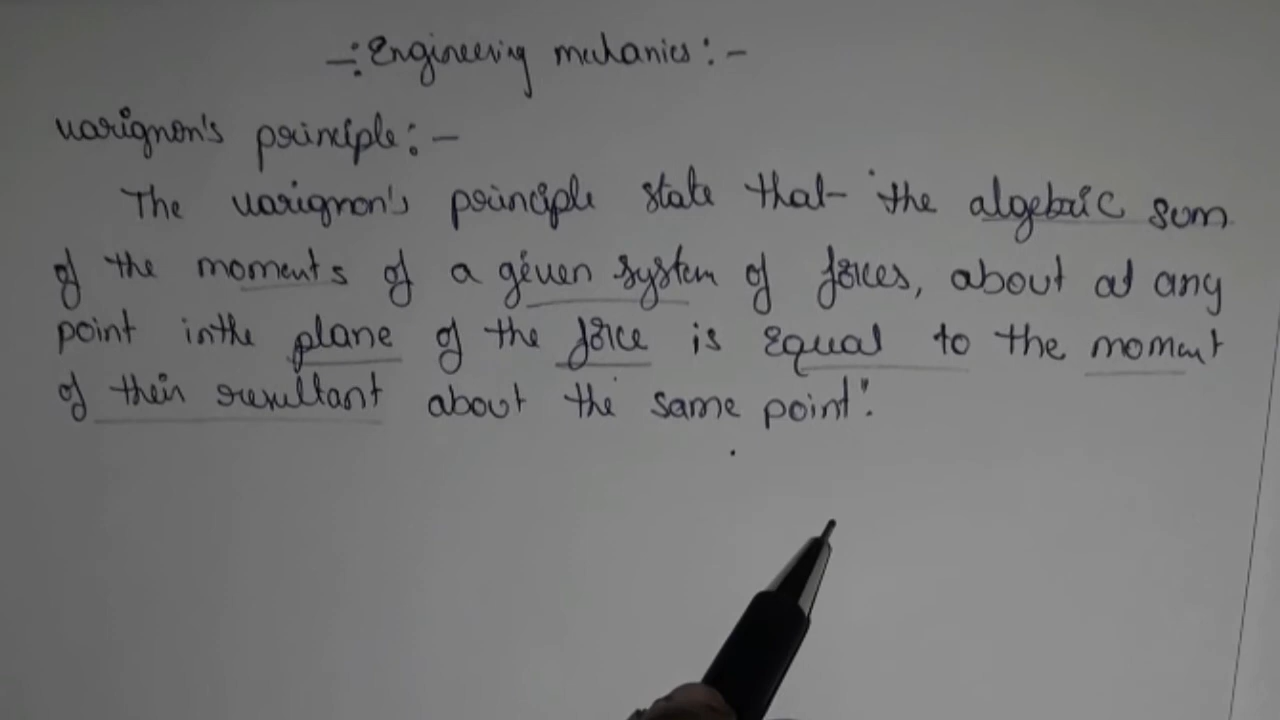 -: Engineering mechanics: -
varignon's principle: -
The varignon's principle state that "the algebric sum
of the moments of a given system of forces, about at any
point in the plane of the force is equal to the moment
of their resultant about the same point".